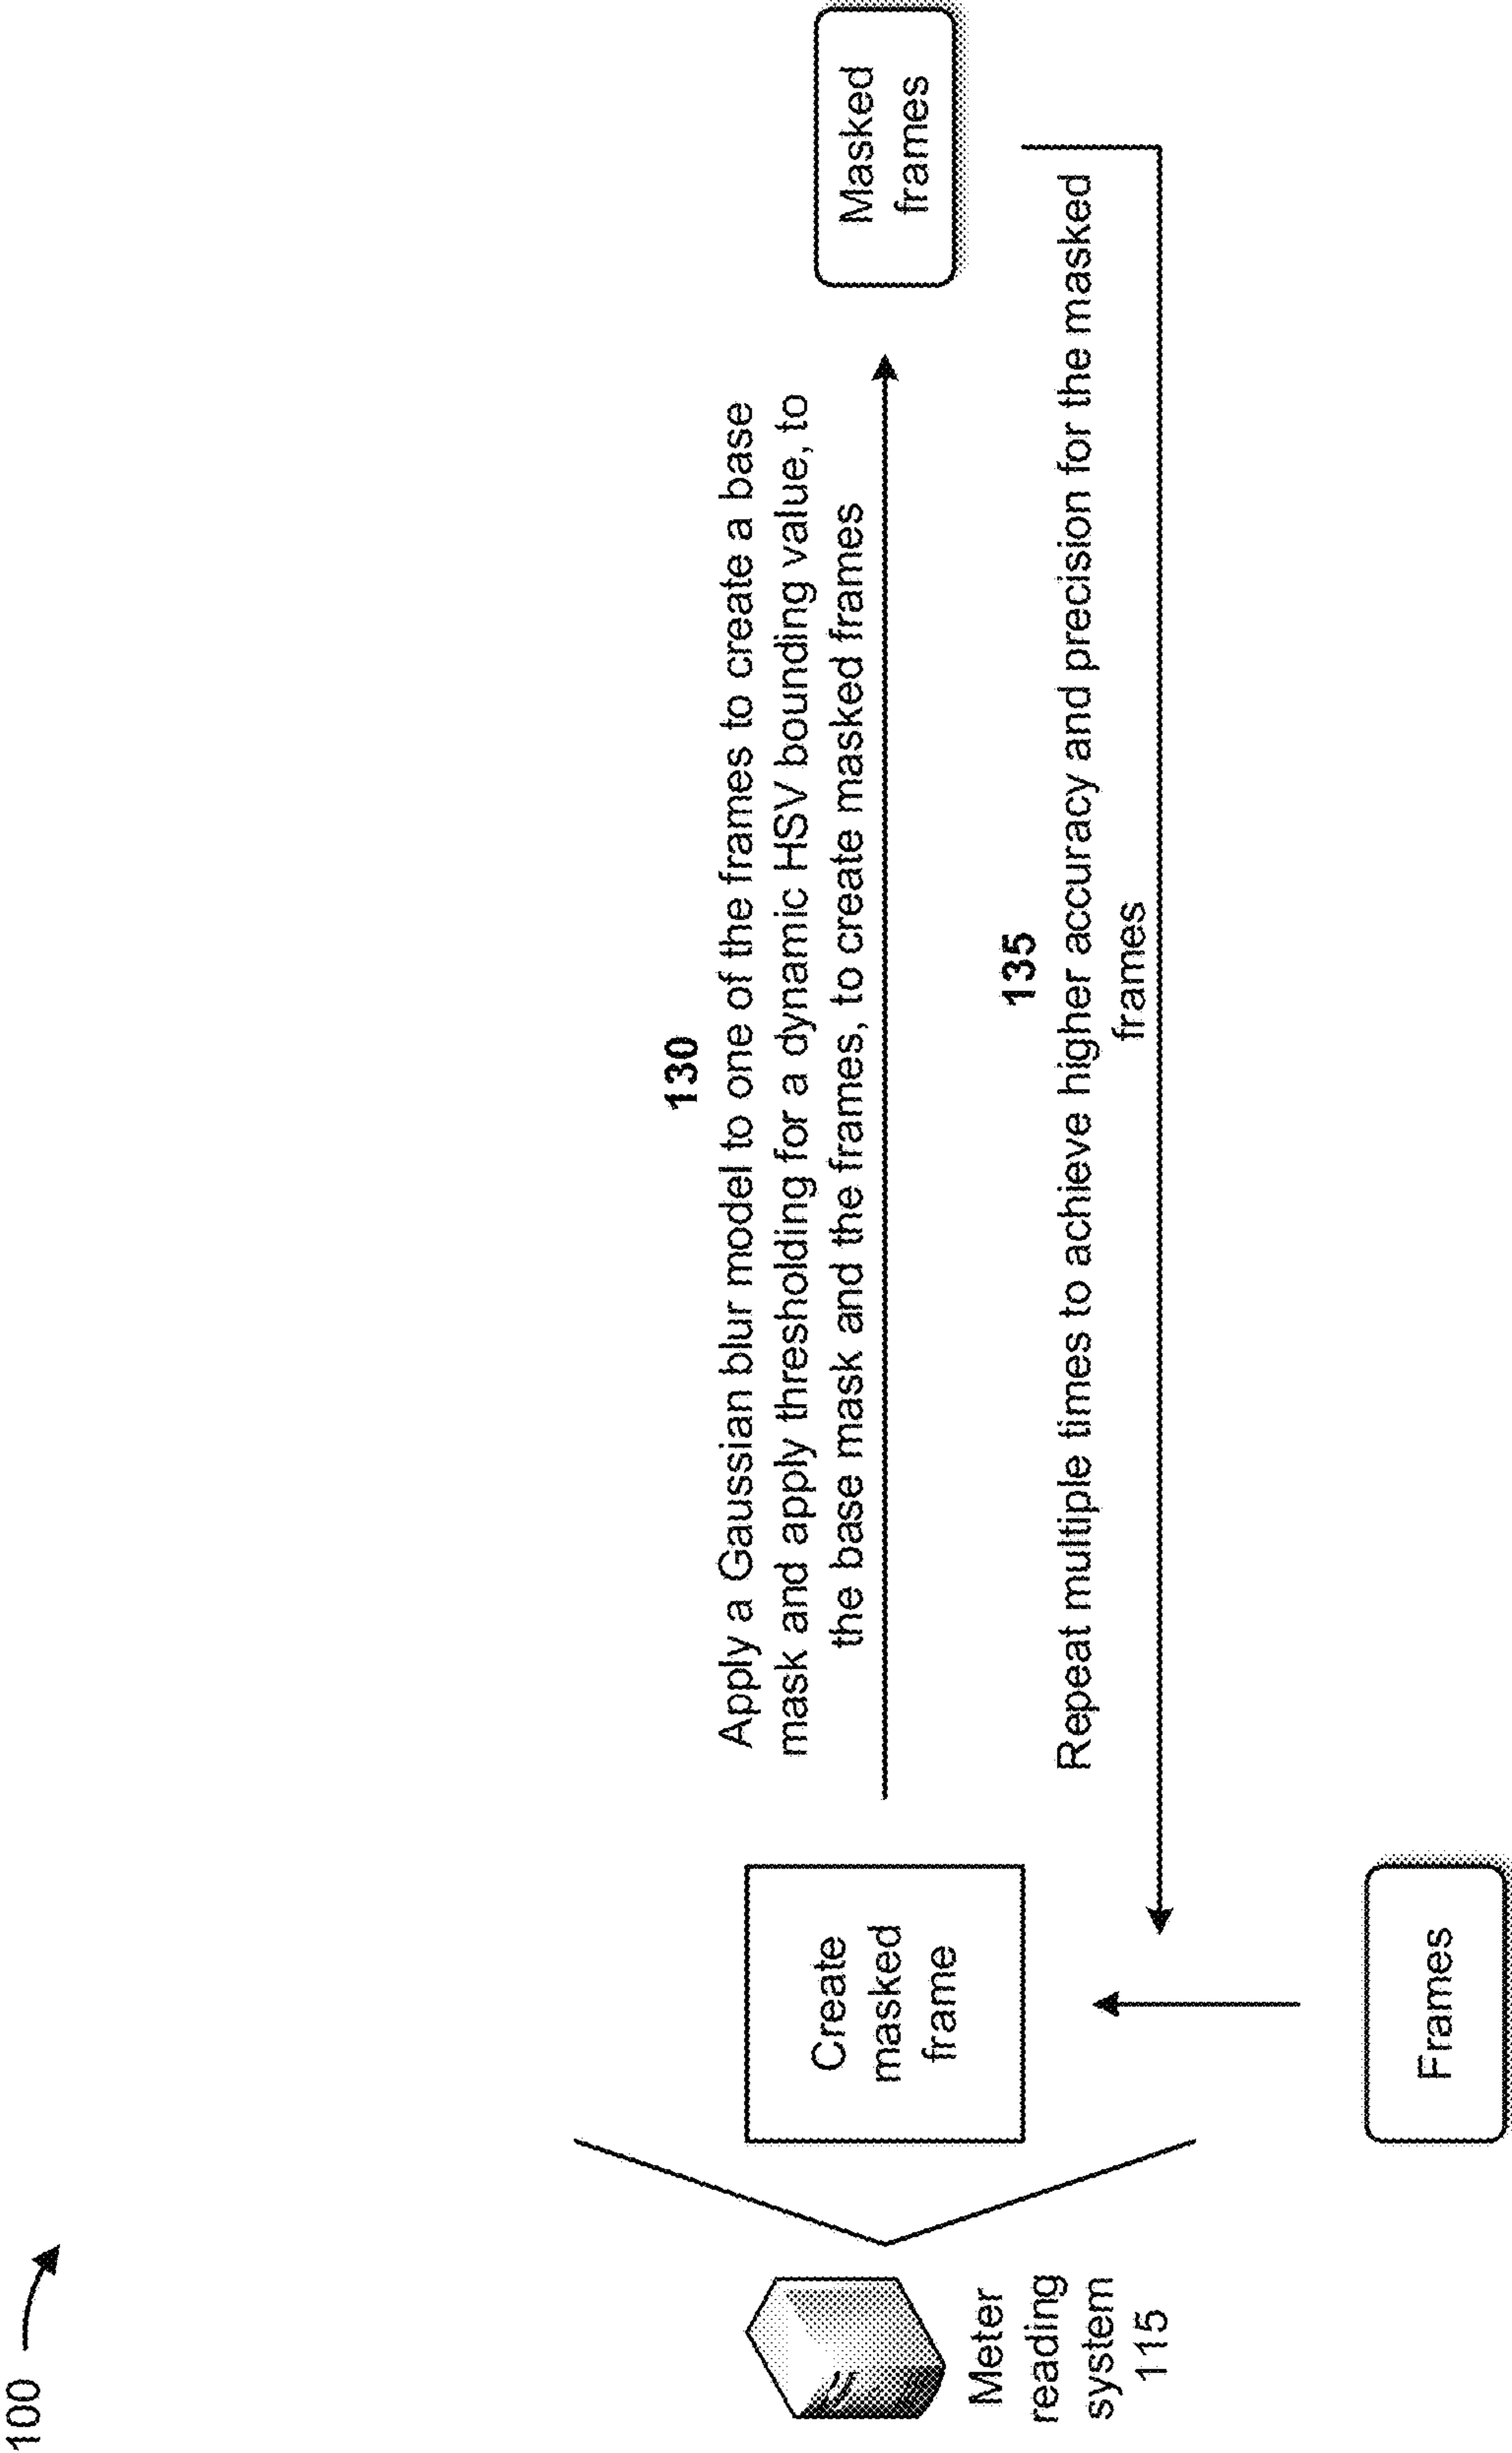 100
130
Apply a Gaussian blur model to one of the frames to create a base
mask and apply thresholding for a dynamic HSV bounding value, to
the base mask and the frames, to create masked frames
Masked
frames
Create
masked
frame
135
Repeat multiple times to achieve higher accuracy and precision for the masked
frames
Meter
reading
system
115
Frames